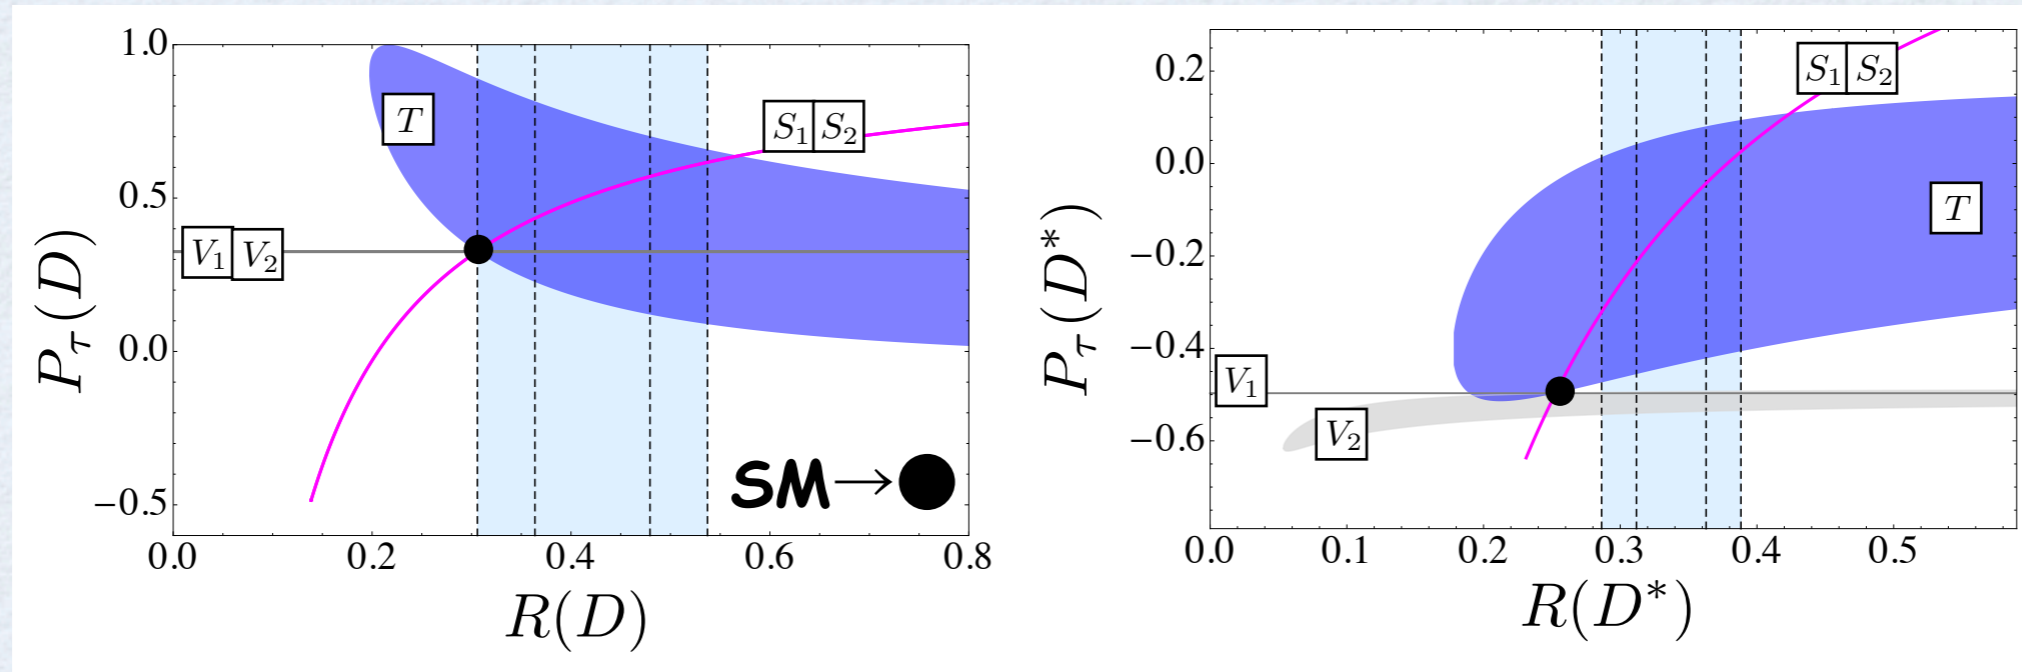 1.0
0.5
0.0
−0.5
P_τ(D)
T
S₁ S₂
V₁ V₂
SM→
0.0 0.2 0.4 0.6 0.8
R(D)
0.2
0.0
−0.2
−0.4
−0.6
P_τ(D*)
S₁ S₂
T
V₁
V₂
0.0 0.1 0.2 0.3 0.4 0.5
R(D*)